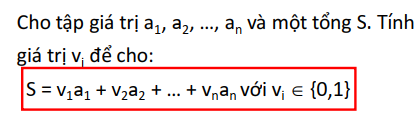 Cho tập giá trị a₁, a₂, ..., aₙ và một tổng S. Tính
giá trị vᵢ để cho:
S = v₁a₁ + v₂a₂ + ... + vₙaₙ với vᵢ ∈ {0,1}